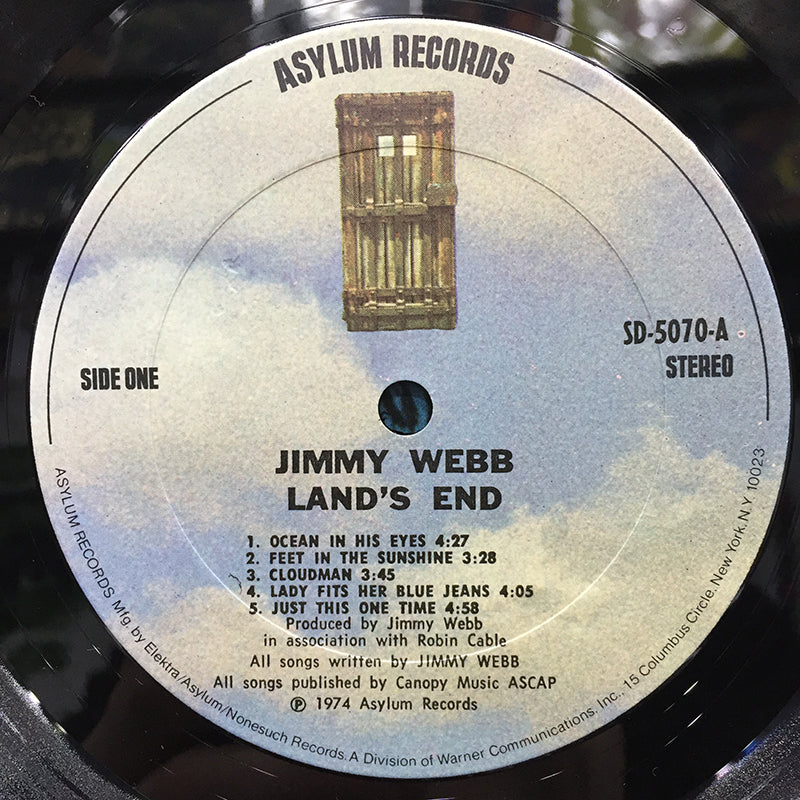 ASYLUM RECORDS
SD-5070-A
STEREO
SIDE ONE
JIMMY WEBB
LAND'S END
1. OCEAN IN HIS EYES 4:27
2. FEET IN THE SUNSHINE 3:28
3. CLOUDMAN 3:45
4. LADY FITS HER BLUE JEANS 4:05
5. JUST THIS ONE TIME 4:58
Produced by Jimmy Webb
in association with Robin Cable
All songs written by JIMMY WEBB
All songs published by Canopy Music ASCAP
℗ 1974 Asylum Records
ASYLUM RECORDS. Mfg. by Elektra/Asylum/Nonesuch Records. A Division of Warner Communications, Inc., 15 Columbus Circle, New York, N.Y. 10023